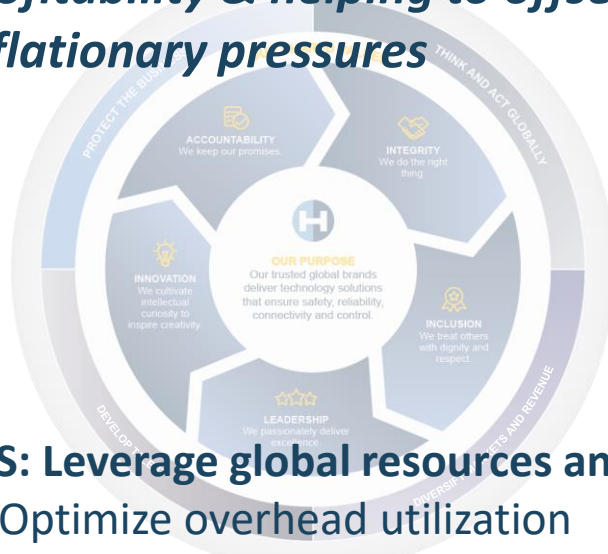 ofitability & helping to offse
flationary pressures
PROTECT THE BUSINESS
THINK AND ACT GLOBALLY
ACCOUNTABILITY
We keep our promises.
INTEGRITY
We do the right
thing
H
OUR PURPOSE
Our trusted global brands
deliver technology solutions
that ensure safety, reliability,
connectivity and control.
INNOVATION
We cultivate
intellectual
curiosity to
inspire creativity.
INCLUSION
We treat others
with dignity and
respect.
LEADERSHIP
We passionately deliver
excellence.
DEVELOP
AND REVENUE
S: Leverage global resources an
Optimize overhead utilization